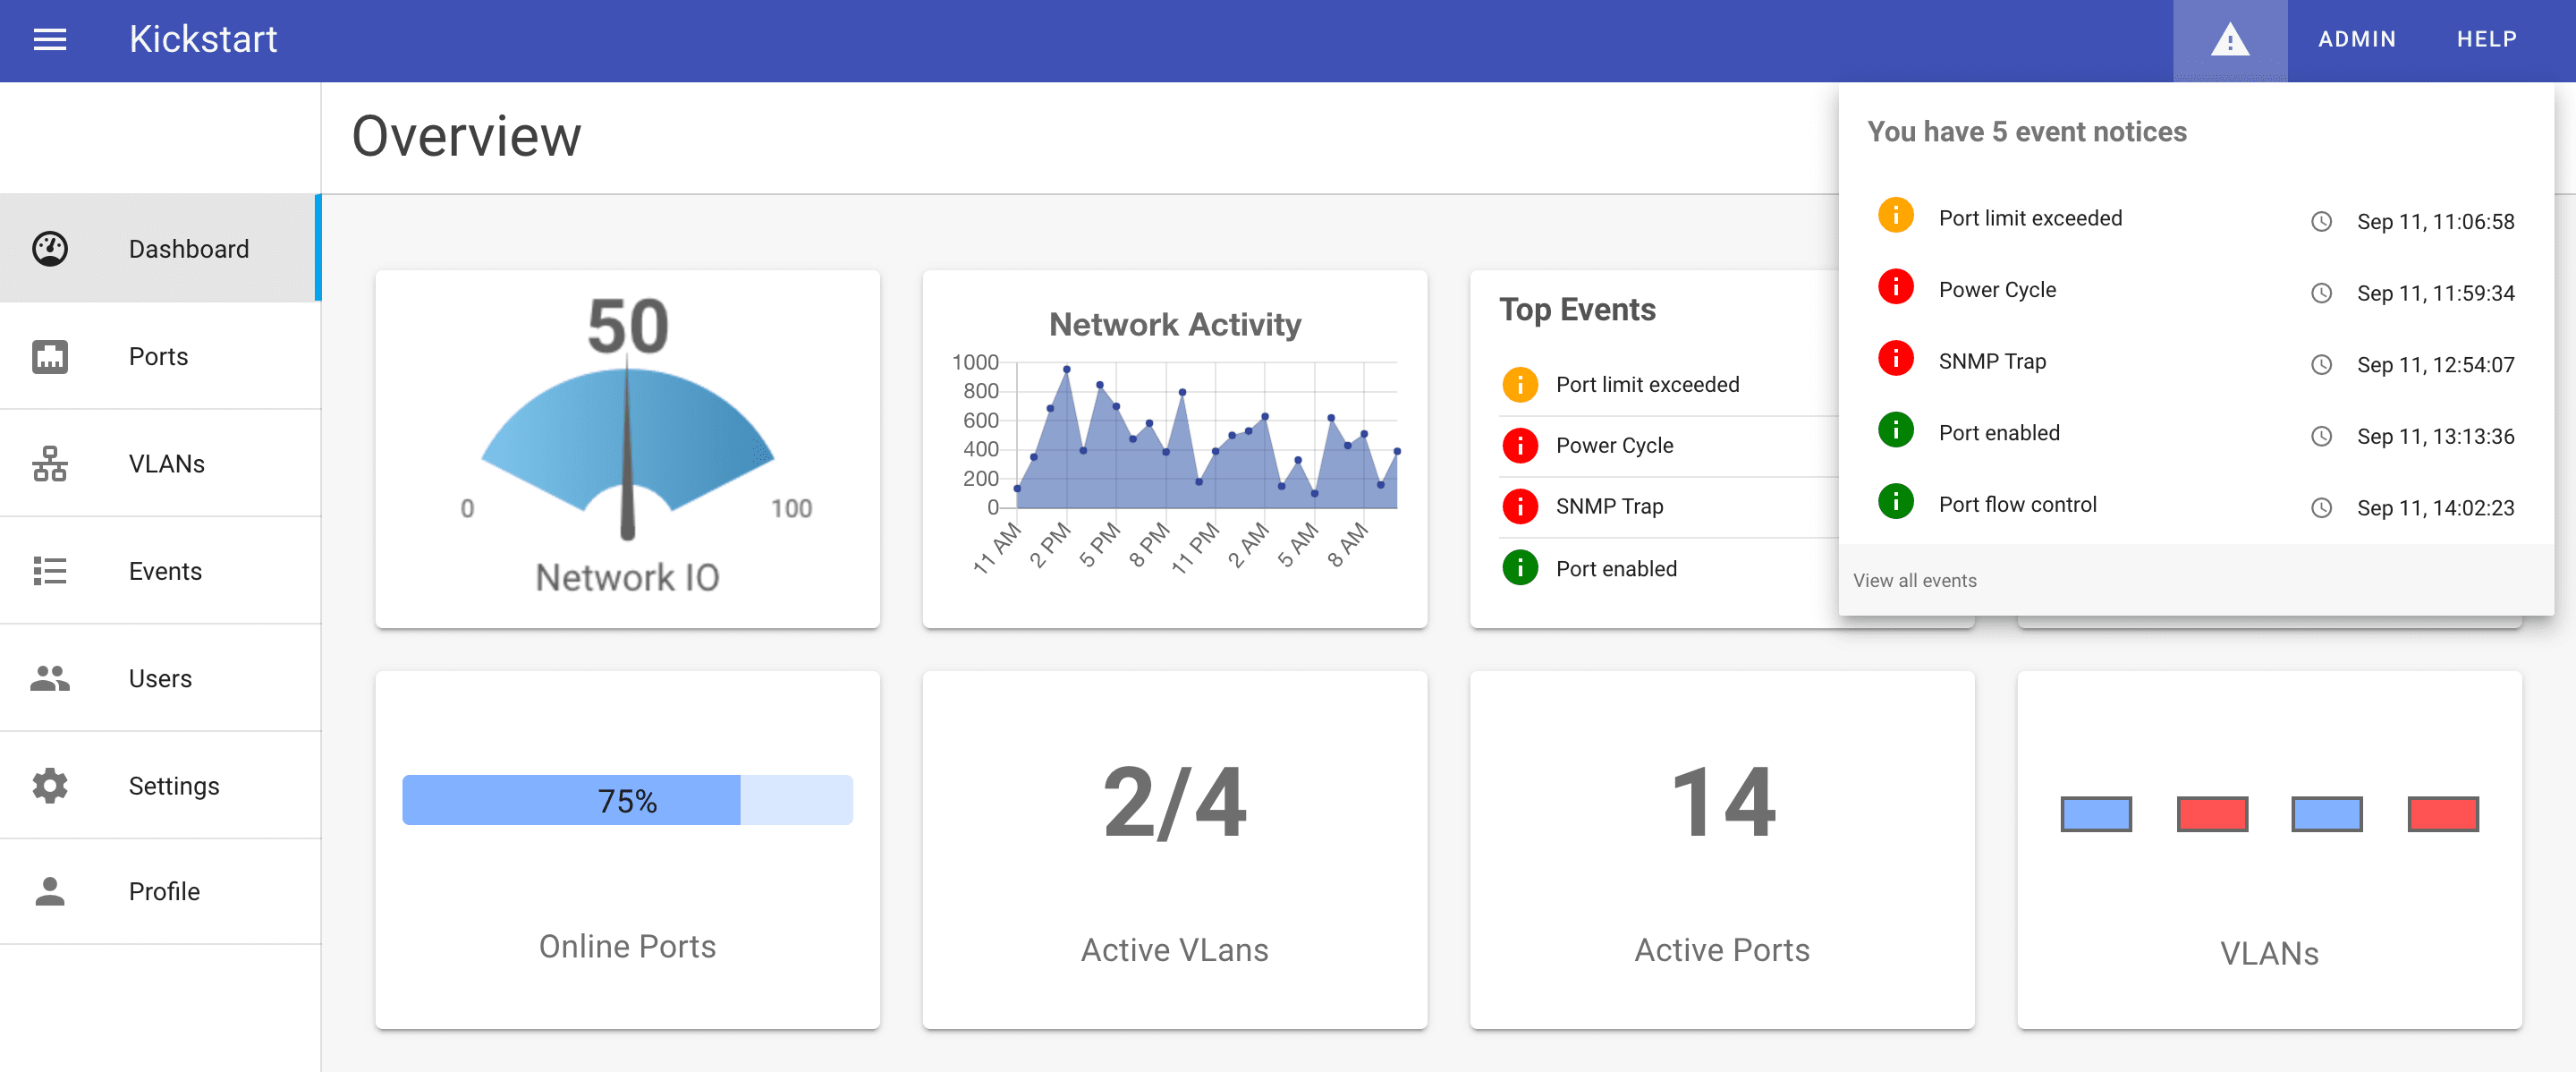 Kickstart
ADMIN
HELP
Overview
You have 5 event notices
Port limit exceeded
Sep 11, 11:06:58
Power Cycle
Sep 11, 11:59:34
SNMP Trap
Sep 11, 12:54:07
Port enabled
Sep 11, 13:13:36
Port flow control
Sep 11, 14:02:23
View all events
Dashboard
Ports
VLANs
Events
Users
Settings
Profile
50
0
100
Network IO
Network Activity
1000
800
600
400
200
0
11 AM
2 PM
5 PM
8 PM
11 PM
2 AM
5 AM
8 AM
Top Events
Port limit exceeded
Power Cycle
SNMP Trap
Port enabled
75%
Online Ports
2/4
Active VLans
14
Active Ports
VLANs